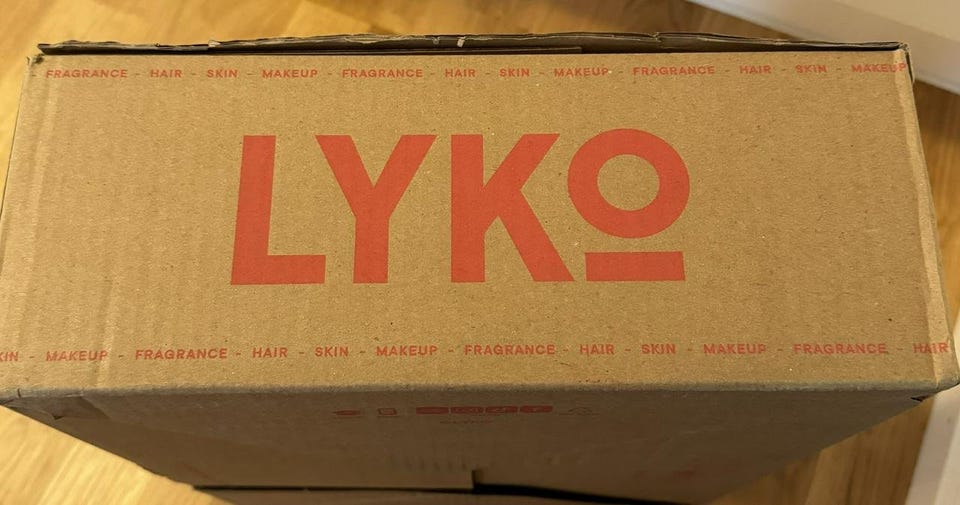 FRAGRANCE - HAIR - SKIN - MAKEUP - FRAGRANCE - HAIR - SKIN - MAKEUP - FRAGRANCE - HAIR - SKIN - MAKEUP
LYKO
- MAKEUP - FRAGRANCE - HAIR - SKIN - MAKEUP - FRAGRANCE - HAIR - SKIN - MAKEUP - FRAGRANCE - HAIR